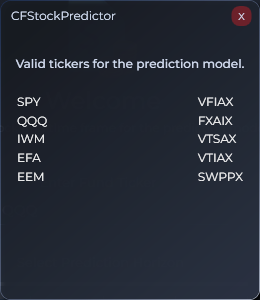 CFStockPredictor X
Valid tickers for the prediction model.
SPY VFIAX
QQQ FXAIX
IWM VTSAX
EFA VTIAX
EEM SWPPX